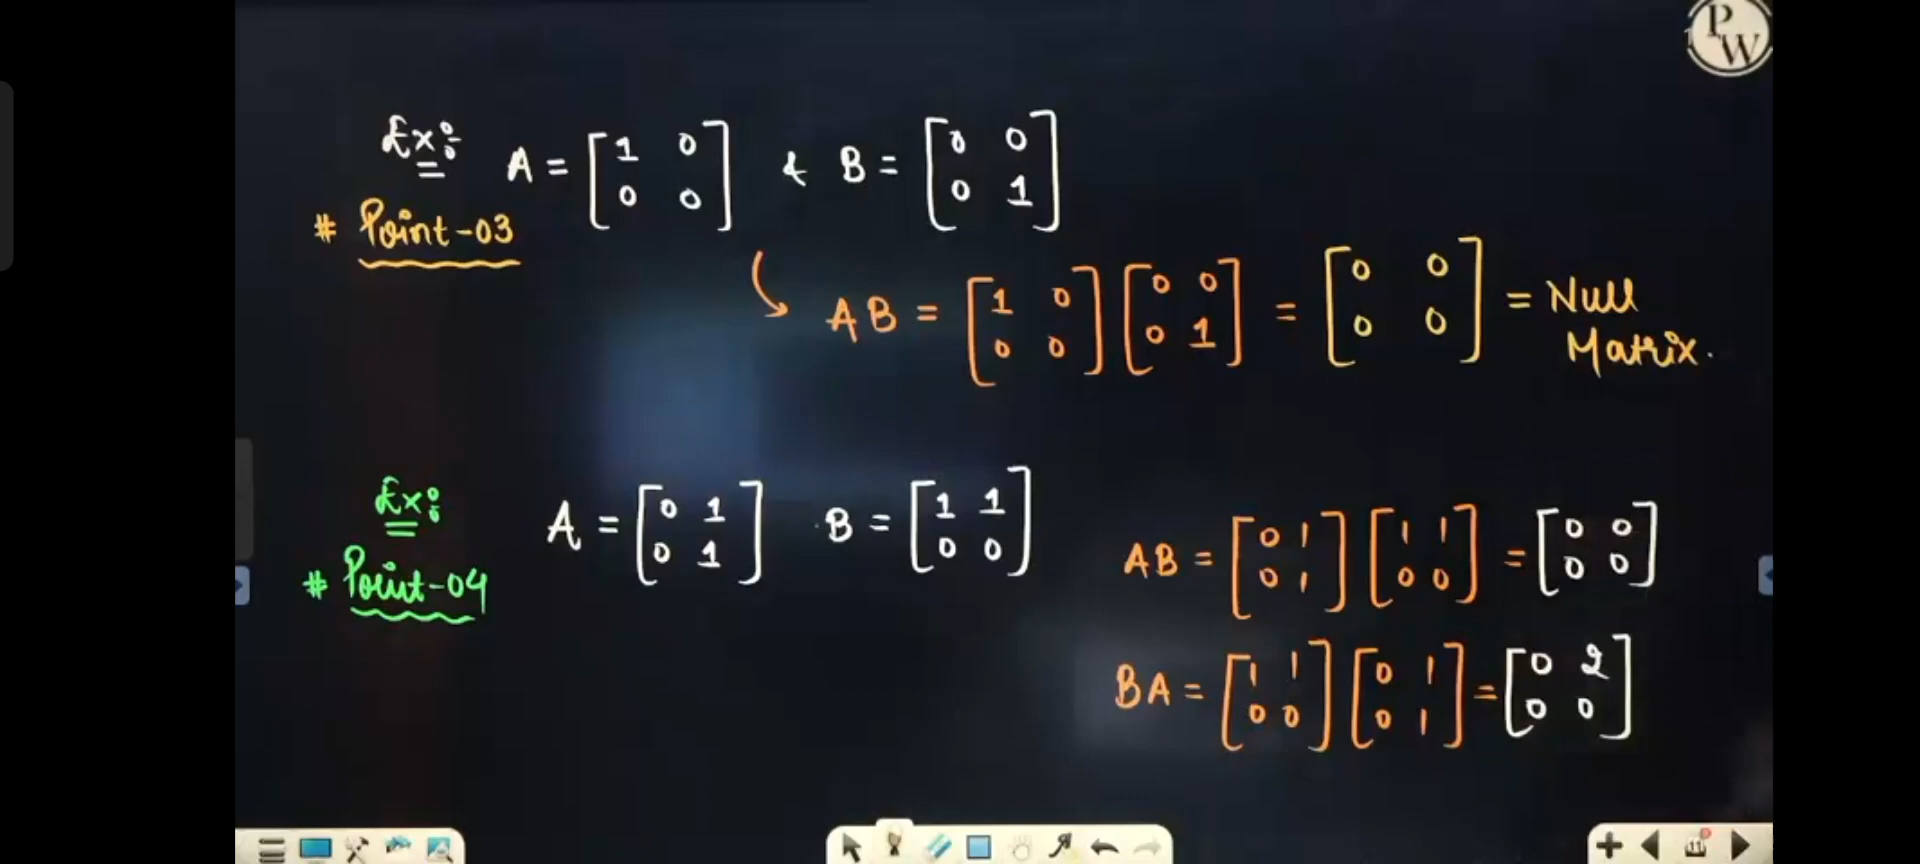 PW
Ex: A = [1 0 & B = [0 0
0 0] 0 1]
# Point-03
AB = [1 0 [0 0 = [0 0 = Null
0 0] 0 1] 0 0] Matrix.
Ex: A = [0 1 B = [1 1
0 1] 0 0]
# Point-04
AB = [0 1 [1 1 = [0 0
0 1] 0 0] 0 0]
BA = [1 1 [0 1 = [0 2
0 0] 0 1] 0 0]
11